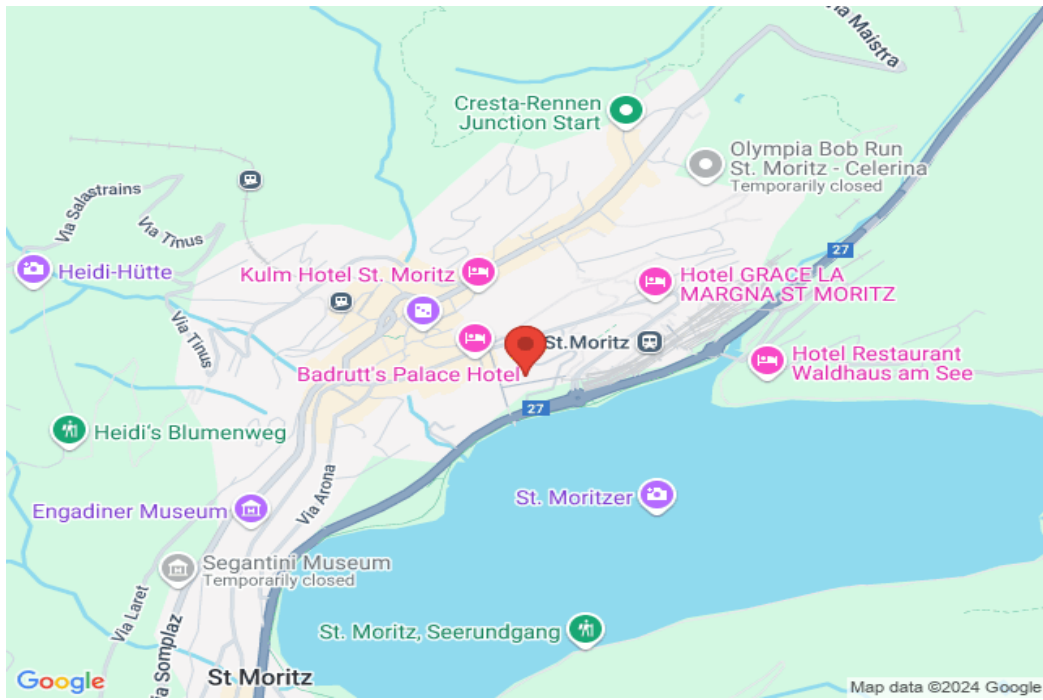 Via Maistra
Cresta-Rennen
Junction Start
Olympia Bob Run
St. Moritz - Celerina
Temporarily closed
Via Salastrains
Via Tinus
27
Heidi-Hütte
Kulm Hotel St. Moritz
Hotel GRACE LA
MARGNA ST MORITZ
Via Tinus
St.Moritz
Hotel Restaurant
Waldhaus am See
Badrutt's Palace Hotel
27
Heidi's Blumenweg
Via Arona
St. Moritzer
Engadiner Museum
Segantini Museum
Temporarily closed
Via Laret
St. Moritz, Seerundgang
Via Somplaz
St Moritz
Google
Map data ©2024 Google